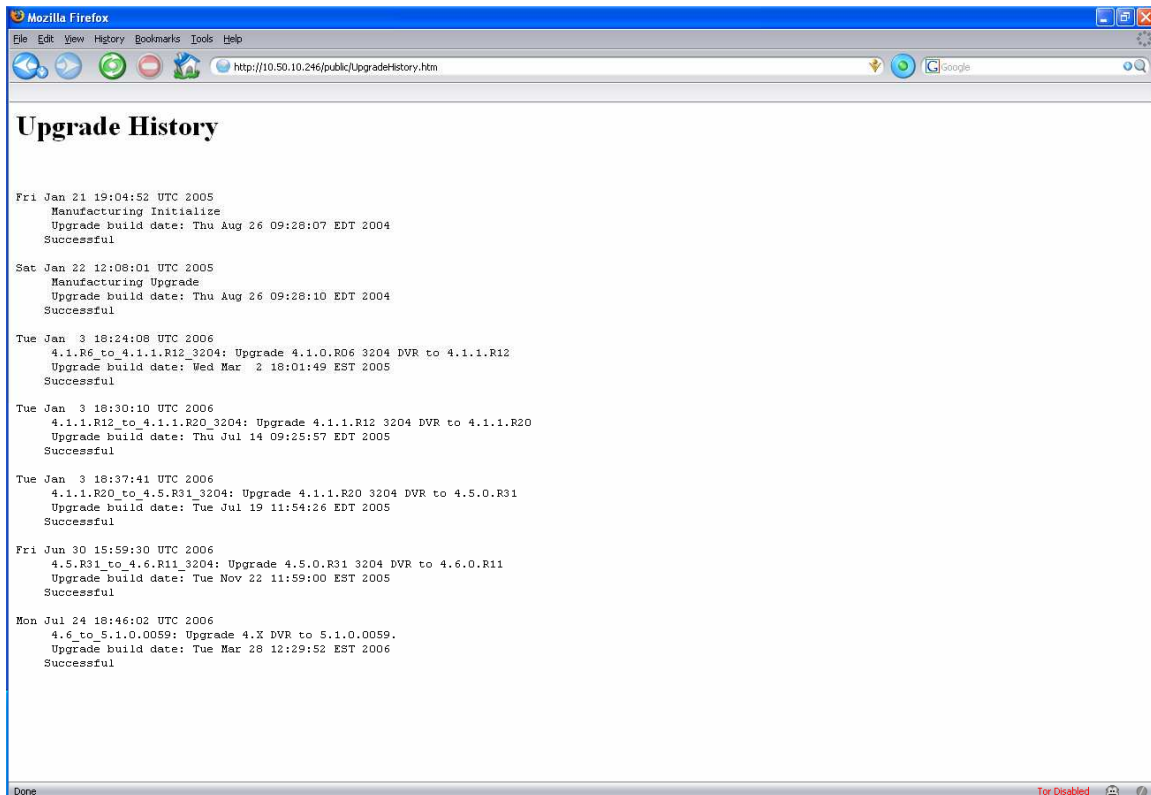 Mozilla Firefox
File Edit View History Bookmarks Tools Help
http://10.50.10.246/public/UpgradeHistory.htm
G Google
Upgrade History
Fri Jan 21 19:04:52 UTC 2005
Manufacturing Initialize
Upgrade build date: Thu Aug 26 09:28:07 EDT 2004
Successful
Sat Jan 22 12:08:01 UTC 2005
Manufacturing Upgrade
Upgrade build date: Thu Aug 26 09:28:10 EDT 2004
Successful
Tue Jan  3 18:24:08 UTC 2006
4.1.R6_to_4.1.1.R12_3204: Upgrade 4.1.0.R06 3204 DVR to 4.1.1.R12
Upgrade build date: Wed Mar  2 18:01:49 EST 2005
Successful
Tue Jan  3 18:30:10 UTC 2006
4.1.1.R12_to_4.1.1.R20_3204: Upgrade 4.1.1.R12 3204 DVR to 4.1.1.R20
Upgrade build date: Thu Jul 14 09:25:57 EDT 2005
Successful
Tue Jan  3 18:37:41 UTC 2006
4.1.1.R20_to_4.5.R31_3204: Upgrade 4.1.1.R20 3204 DVR to 4.5.0.R31
Upgrade build date: Tue Jul 19 11:54:26 EDT 2005
Successful
Fri Jun 30 15:59:30 UTC 2006
4.5.R31_to_4.6.R11_3204: Upgrade 4.5.0.R31 3204 DVR to 4.6.0.R11
Upgrade build date: Tue Nov 22 11:59:00 EST 2005
Successful
Mon Jul 24 18:46:02 UTC 2006
4.6_to_5.1.0.0059: Upgrade 4.X DVR to 5.1.0.0059.
Upgrade build date: Tue Mar 28 12:29:52 EST 2006
Successful
Done
Tor Disabled